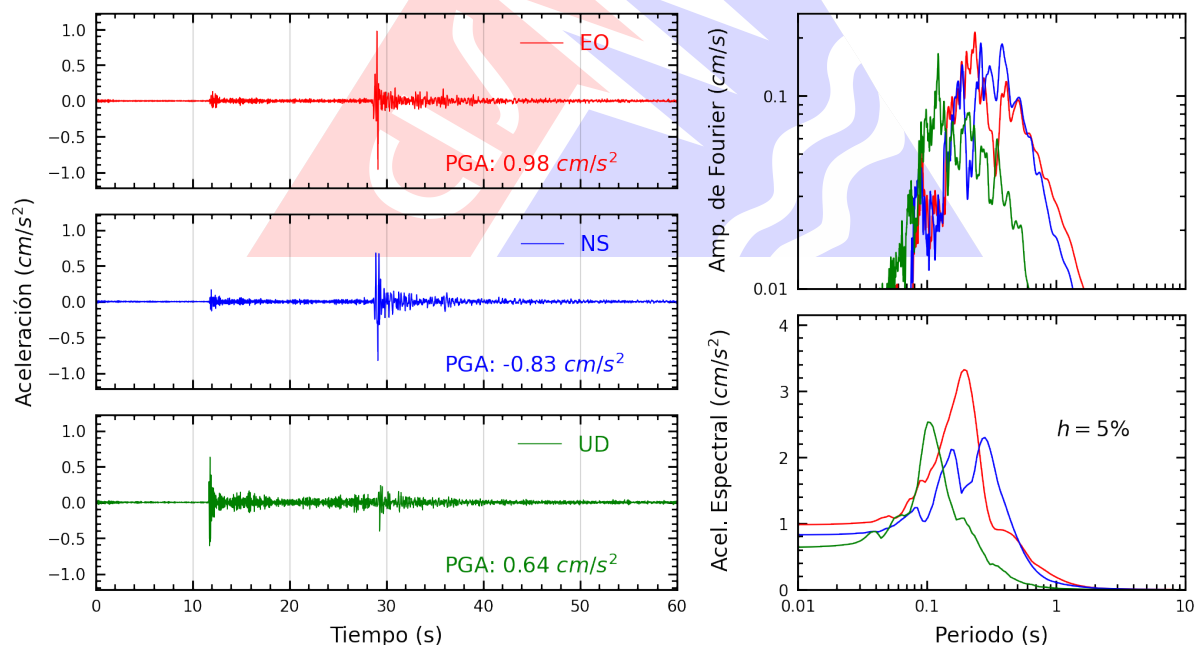 Aceleración (cm/s²)
1.0
0.5
0.0
−0.5
−1.0
EO
PGA: 0.98 cm/s²
1.0
0.5
0.0
−0.5
−1.0
NS
PGA: -0.83 cm/s²
1.0
0.5
0.0
−0.5
−1.0
UD
PGA: 0.64 cm/s²
0 10 20 30 40 50 60
Tiempo (s)
Amp. de Fourier (cm/s)
0.1
0.01
Acel. Espectral (cm/s²)
4
3
2
1
0
h = 5%
0.01 0.1 1 10
Periodo (s)